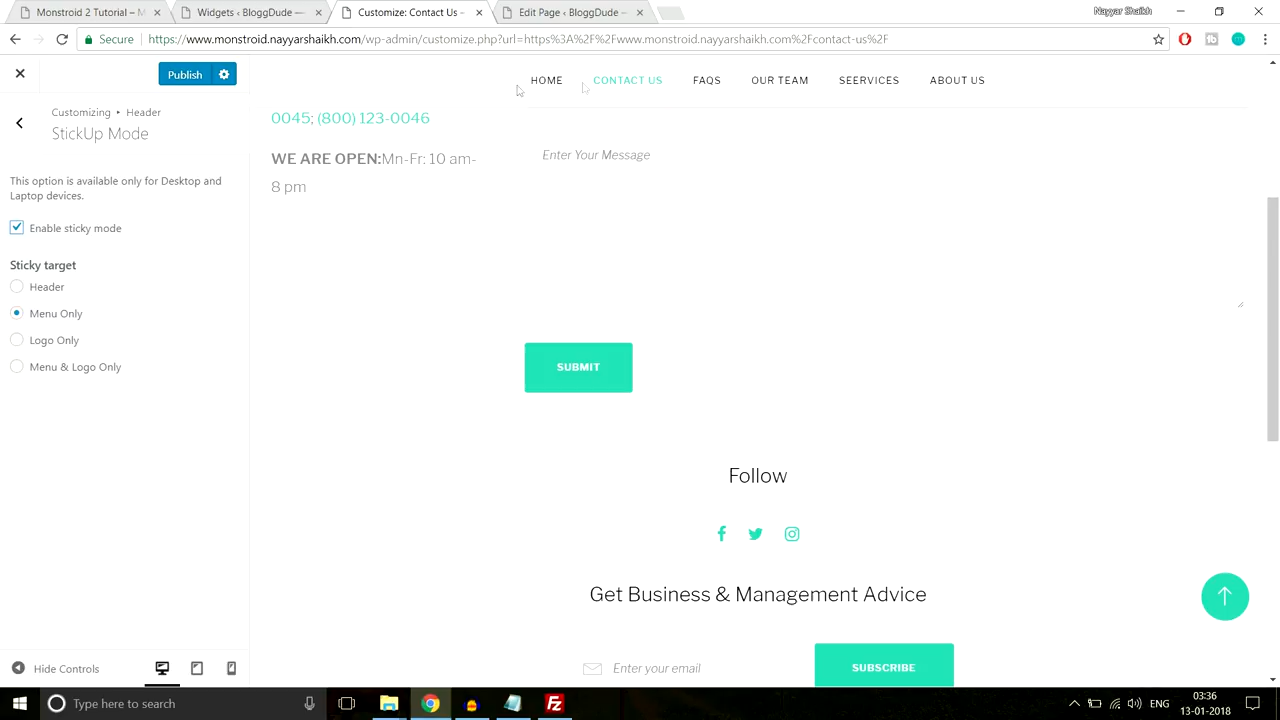 Monstroid 2 Tutorial – M
Widgets ‹ BloggDude —
Customize: Contact Us –
Edit Page ‹ BloggDude —
Nayyar Shaikh
Secure
https://www.monstroid.nayyarshaikh.com/wp-admin/customize.php?url=https%3A%2F%2Fwww.monstroid.nayyarshaikh.com%2Fcontact-us%2F
Publish
HOME
CONTACT US
FAQS
OUR TEAM
SEERVICES
ABOUT US
Customizing ▸ Header
StickUp Mode
This option is available only for Desktop and
Laptop devices.
Enable sticky mode
Sticky target
Header
Menu Only
Logo Only
Menu & Logo Only
0045; (800) 123-0046
WE ARE OPEN:Mn-Fr: 10 am-
8 pm
Enter Your Message
SUBMIT
Follow
Get Business & Management Advice
Enter your email
SUBSCRIBE
Hide Controls
Type here to search
ENG
03:36
13-01-2018